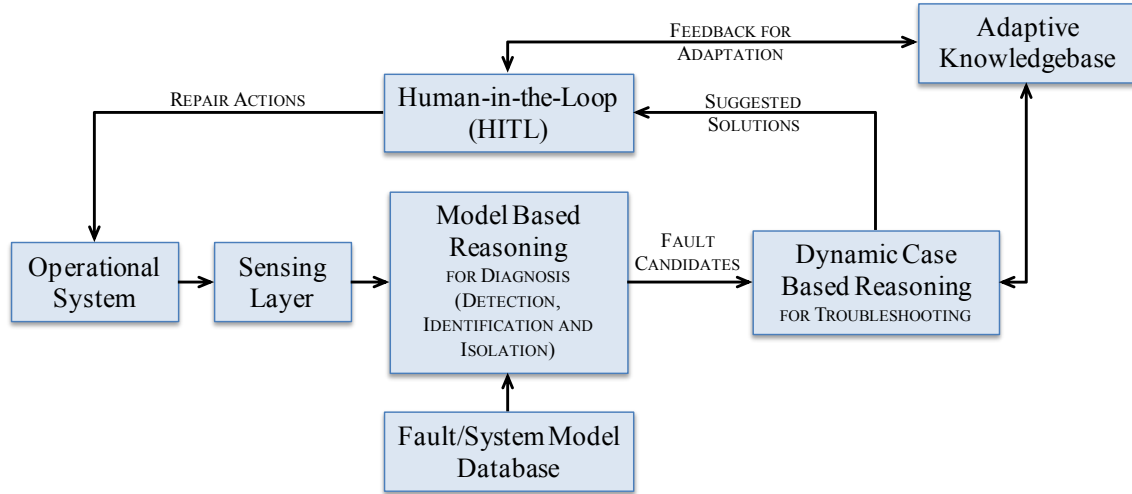 FEEDBACK FOR
ADAPTATION
Adaptive
Knowledgebase
REPAIR ACTIONS
Human-in-the-Loop
(HITL)
SUGGESTED
SOLUTIONS
Operational
System
Sensing
Layer
Model Based
Reasoning
FOR DIAGNOSIS
(DETECTION,
IDENTIFICATION AND
ISOLATION)
FAULT
CANDIDATES
Dynamic Case
Based Reasoning
FOR TROUBLESHOOTING
Fault/System Model
Database